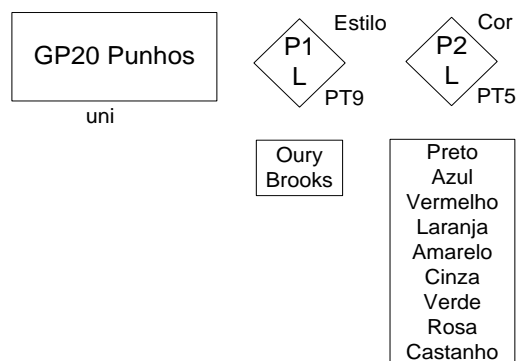 GP20 Punhos
uni
P1
L
Estilo
PT9
P2
L
Cor
PT5
Oury
Brooks
Preto
Azul
Vermelho
Laranja
Amarelo
Cinza
Verde
Rosa
Castanho